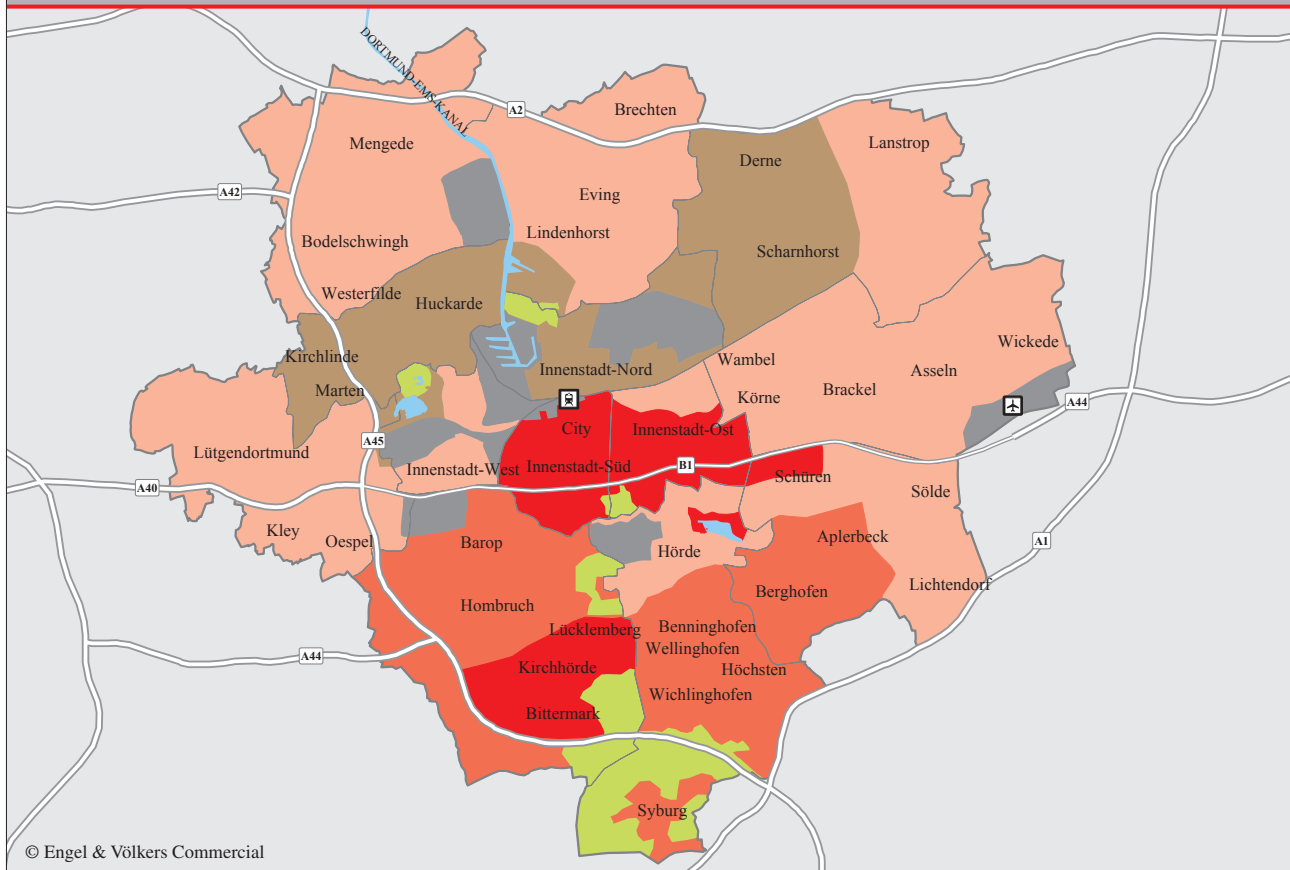 DORTMUND-EMS-KANAL
A2
Brechten
Mengede
Derne
Lanstrop
A42
Eving
Lindenhorst
Bodelschwingh
Scharnhorst
Westerfilde
Huckarde
Kirchlinde
Innenstadt-Nord
Wambel
Wickede
Marten
Körne
Brackel
Asseln
A44
City
Innenstadt-Ost
A45
Lütgendortmund
Innenstadt-West
Innenstadt-Süd
B1
Schüren
A40
Sölde
Kley
Oespel
Barop
Hörde
Aplerbeck
A1
Hombruch
Berghofen
Lichtendorf
Lücklemberg
Benninghofen
Wellinghofen
A44
Kirchhörde
Höchsten
Wichlinghofen
Bittermark
Syburg
© Engel & Völkers Commercial